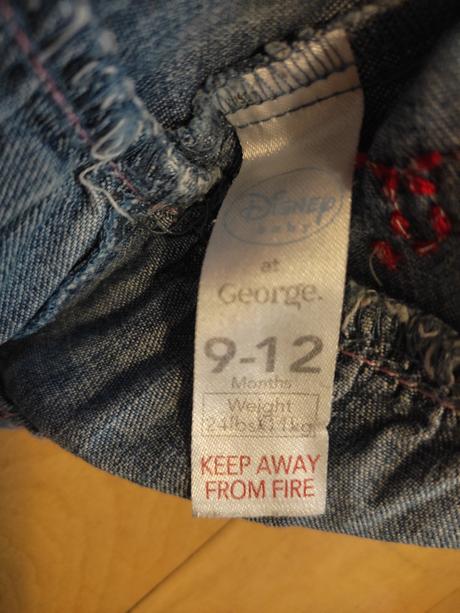 Disney
baby
at
George.
9-12
Months
Weight
24lbs/11kg
KEEP AWAY
FROM FIRE